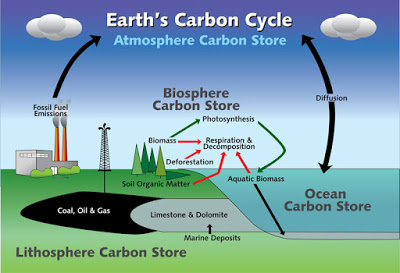 Earth's Carbon Cycle
Atmosphere Carbon Store
Biosphere
Carbon Store
Fossil Fuel
Emissions
Photosynthesis
Diffusion
Biomass
Respiration &
Decomposition
Deforestation
Soil Organic Matter
Aquatic Biomass
Ocean
Carbon Store
Coal, Oil & Gas
Limestone & Dolomite
Marine Deposits
Lithosphere Carbon Store